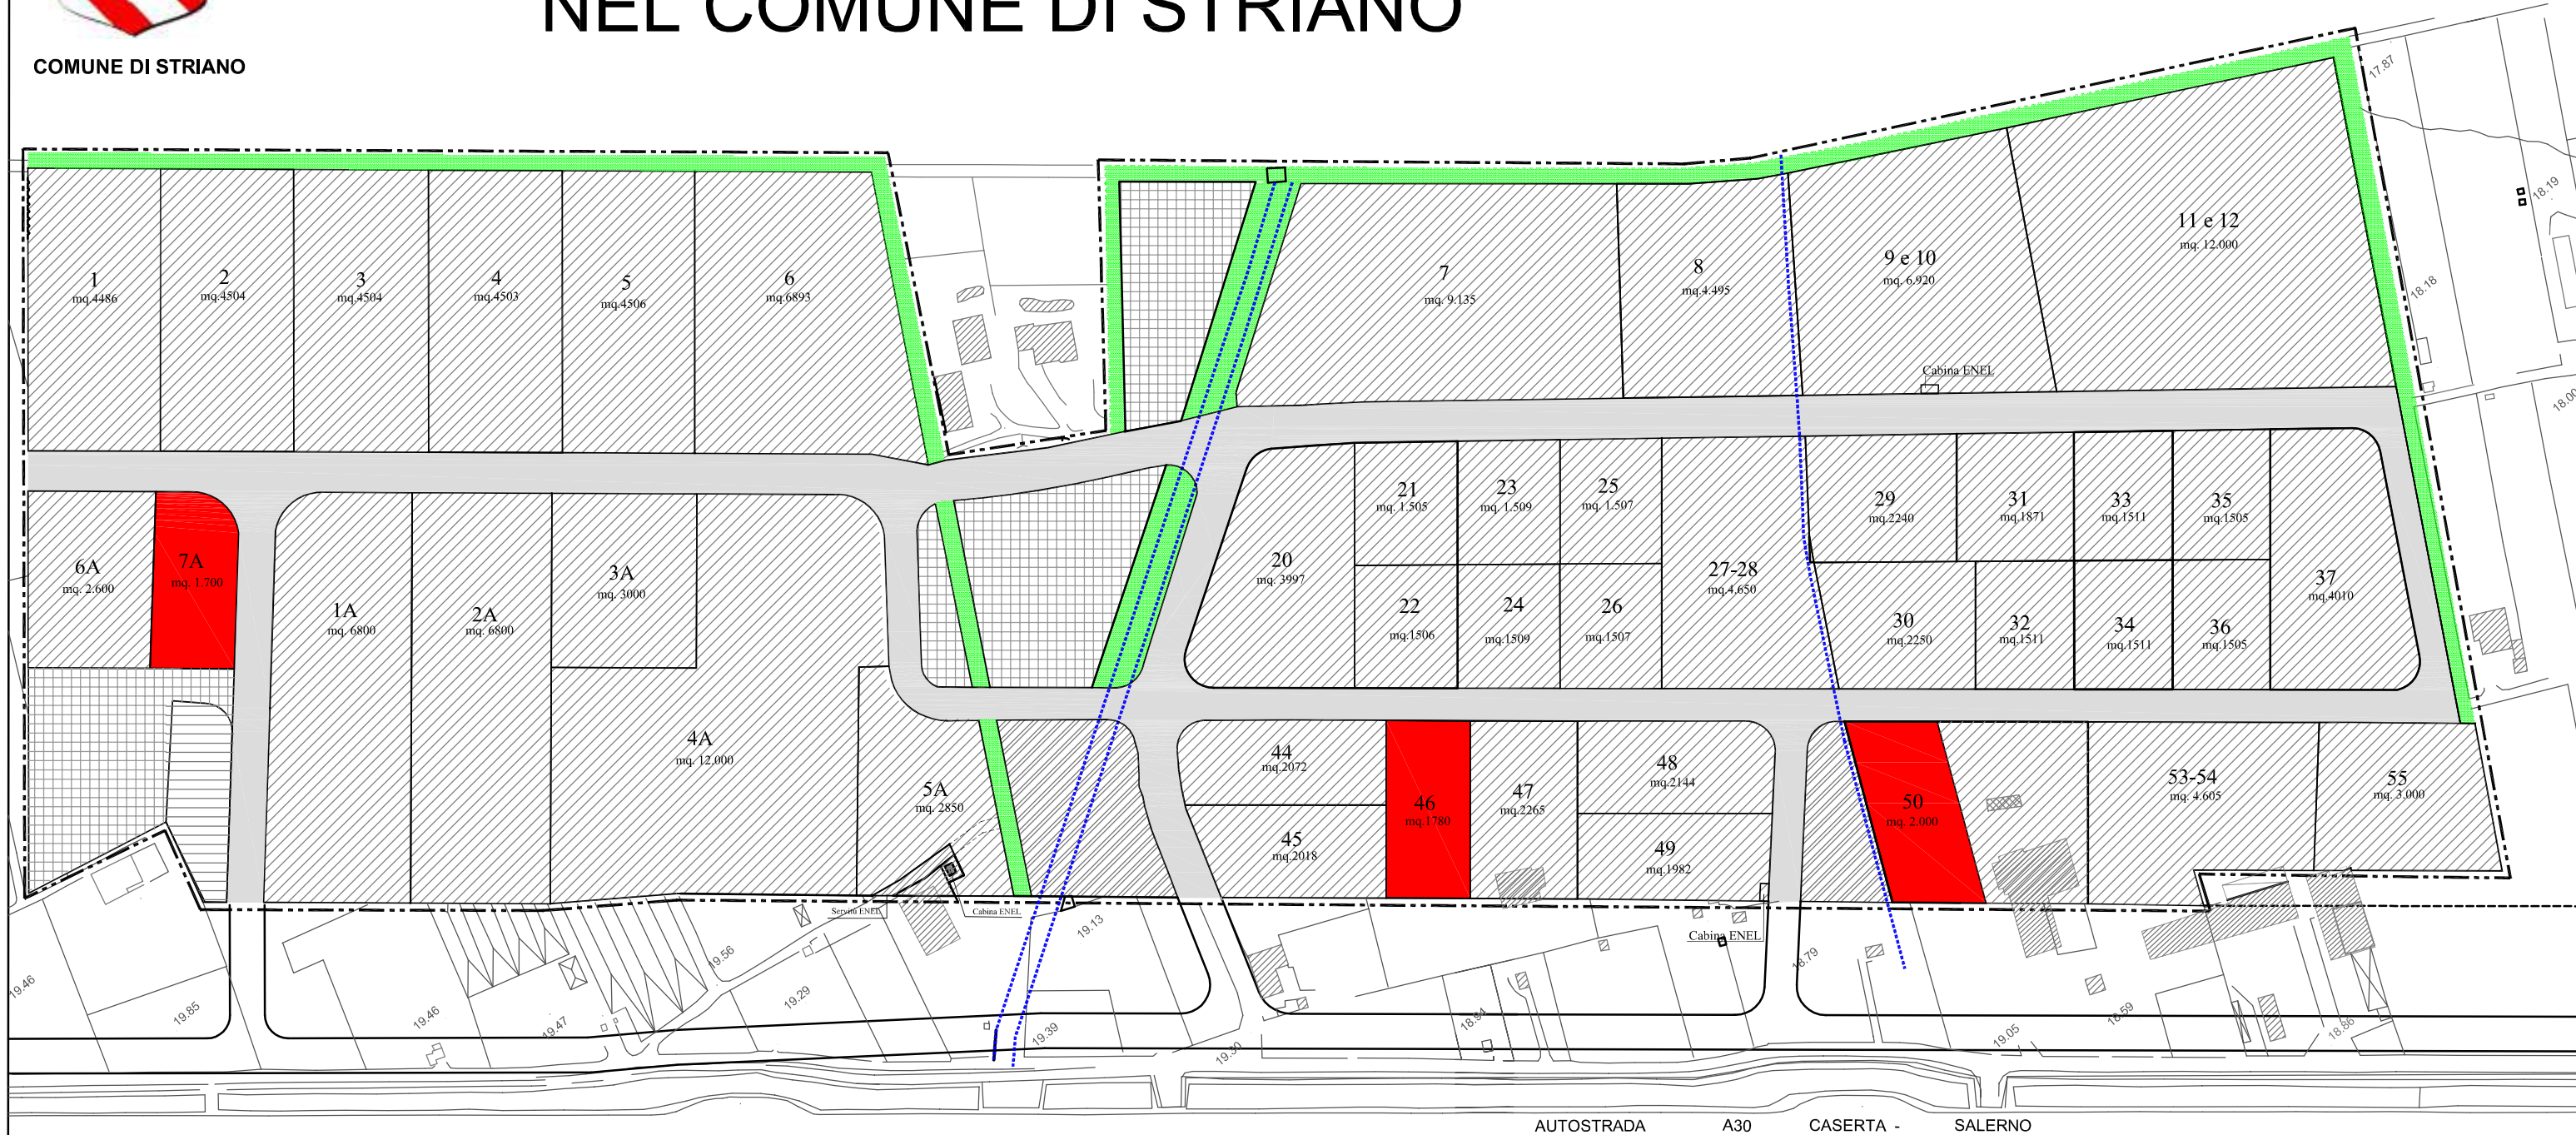 NEL COMUNE DI STRIANO
COMUNE DI STRIANO
1
mq.4486
2
mq.4504
3
mq.4504
4
mq.4503
5
mq.4506
6
mq.6893
7
mq. 9.135
8
mq.4.495
9 e 10
mq. 6.920
11 e 12
mq. 12.000
17.87
18.19
18.18
18.00
Cabina ENEL
6A
mq. 2.600
7A
mq. 1.700
1A
mq. 6800
2A
mq. 6800
3A
mq. 3000
4A
mq. 12.000
5A
mq. 2850
20
mq. 3997
21
mq. 1.505
22
mq.1506
23
mq. 1.509
24
mq.1509
25
mq. 1.507
26
mq.1507
27-28
mq.4.650
29
mq.2240
30
mq.2250
31
mq.1871
32
mq.1511
33
mq.1511
34
mq.1511
35
mq.1505
36
mq.1505
37
mq.4010
44
mq.2072
45
mq.2018
46
mq.1780
47
mq.2265
48
mq.2144
49
mq.1982
50
mq. 2.000
53-54
mq. 4.605
55
mq. 3.000
Servitù ENEL
Cabina ENEL
Cabina ENEL
19.46
19.85
19.46
19.47
19.56
19.29
19.13
19.39
19.30
18.94
18.79
19.05
18.59
18.86
AUTOSTRADA A30 CASERTA - SALERNO